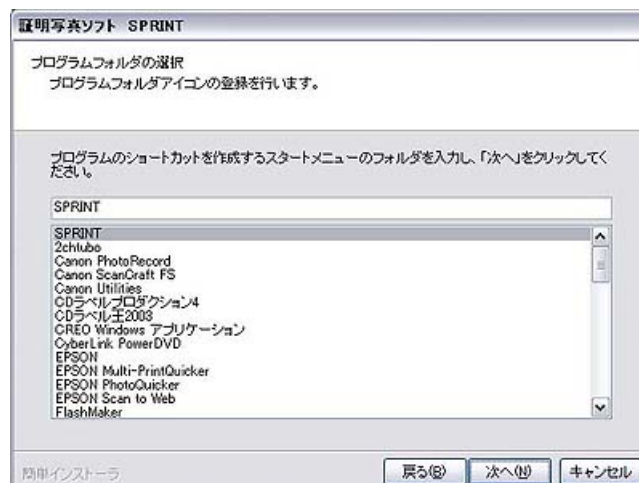 証明写真ソフト SPRINT
プログラムフォルダの選択
プログラムフォルダアイコンの登録を行います。
プログラムのショートカットを作成するスタートメニューのフォルダを入力し、「次へ」をクリックしてく
ださい。
SPRINT
SPRINT
2chtubo
Canon PhotoRecord
Canon ScanCraft FS
Canon Utilities
CDラベルプロダクション4
CDラベル王2003
CREO Windows アプリケーション
CyberLink PowerDVD
EPSON
EPSON Multi-PrintQuicker
EPSON PhotoQuicker
EPSON Scan to Web
FlashMaker
簡単インストーラ
戻る(B)
次へ(N)
キャンセル